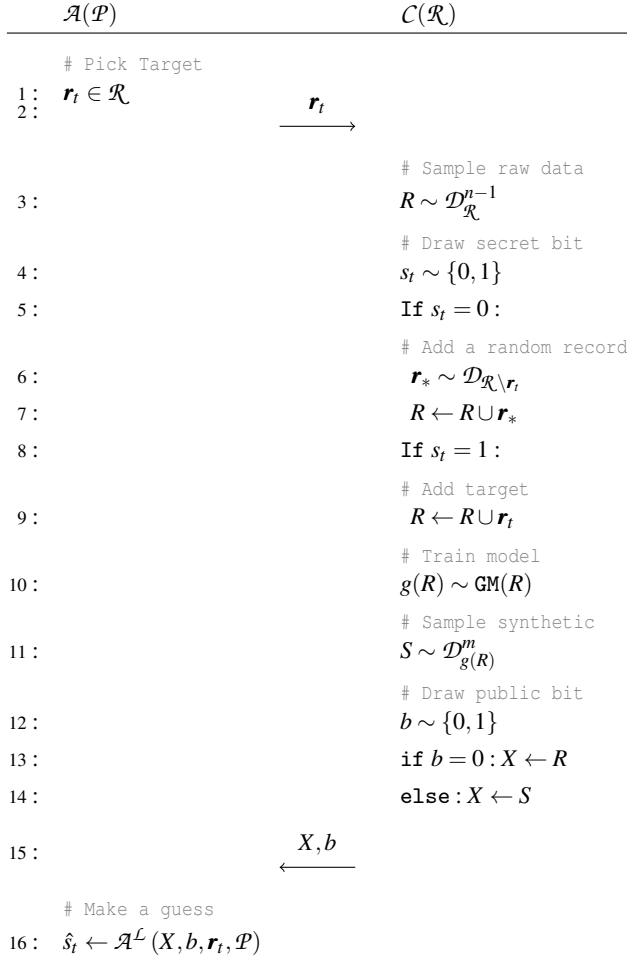 𝒜(𝒫) 𝒞(ℛ)
# Pick Target
1 : r_t ∈ ℛ
2 : r_t
# Sample raw data
3 : R ∼ 𝒟_ℛ^{n−1}
# Draw secret bit
4 : s_t ∼ {0,1}
5 : If s_t = 0 :
# Add a random record
6 : r_* ∼ 𝒟_{ℛ\r_t}
7 : R ← R ∪ r_*
8 : If s_t = 1 :
# Add target
9 : R ← R ∪ r_t
# Train model
10 : g(R) ∼ GM(R)
# Sample synthetic
11 : S ∼ 𝒟_{g(R)}^m
# Draw public bit
12 : b ∼ {0,1}
13 : if b = 0 : X ← R
14 : else : X ← S
15 : X, b
# Make a guess
16 : ŝ_t ← 𝒜^ℒ (X, b, r_t, 𝒫)